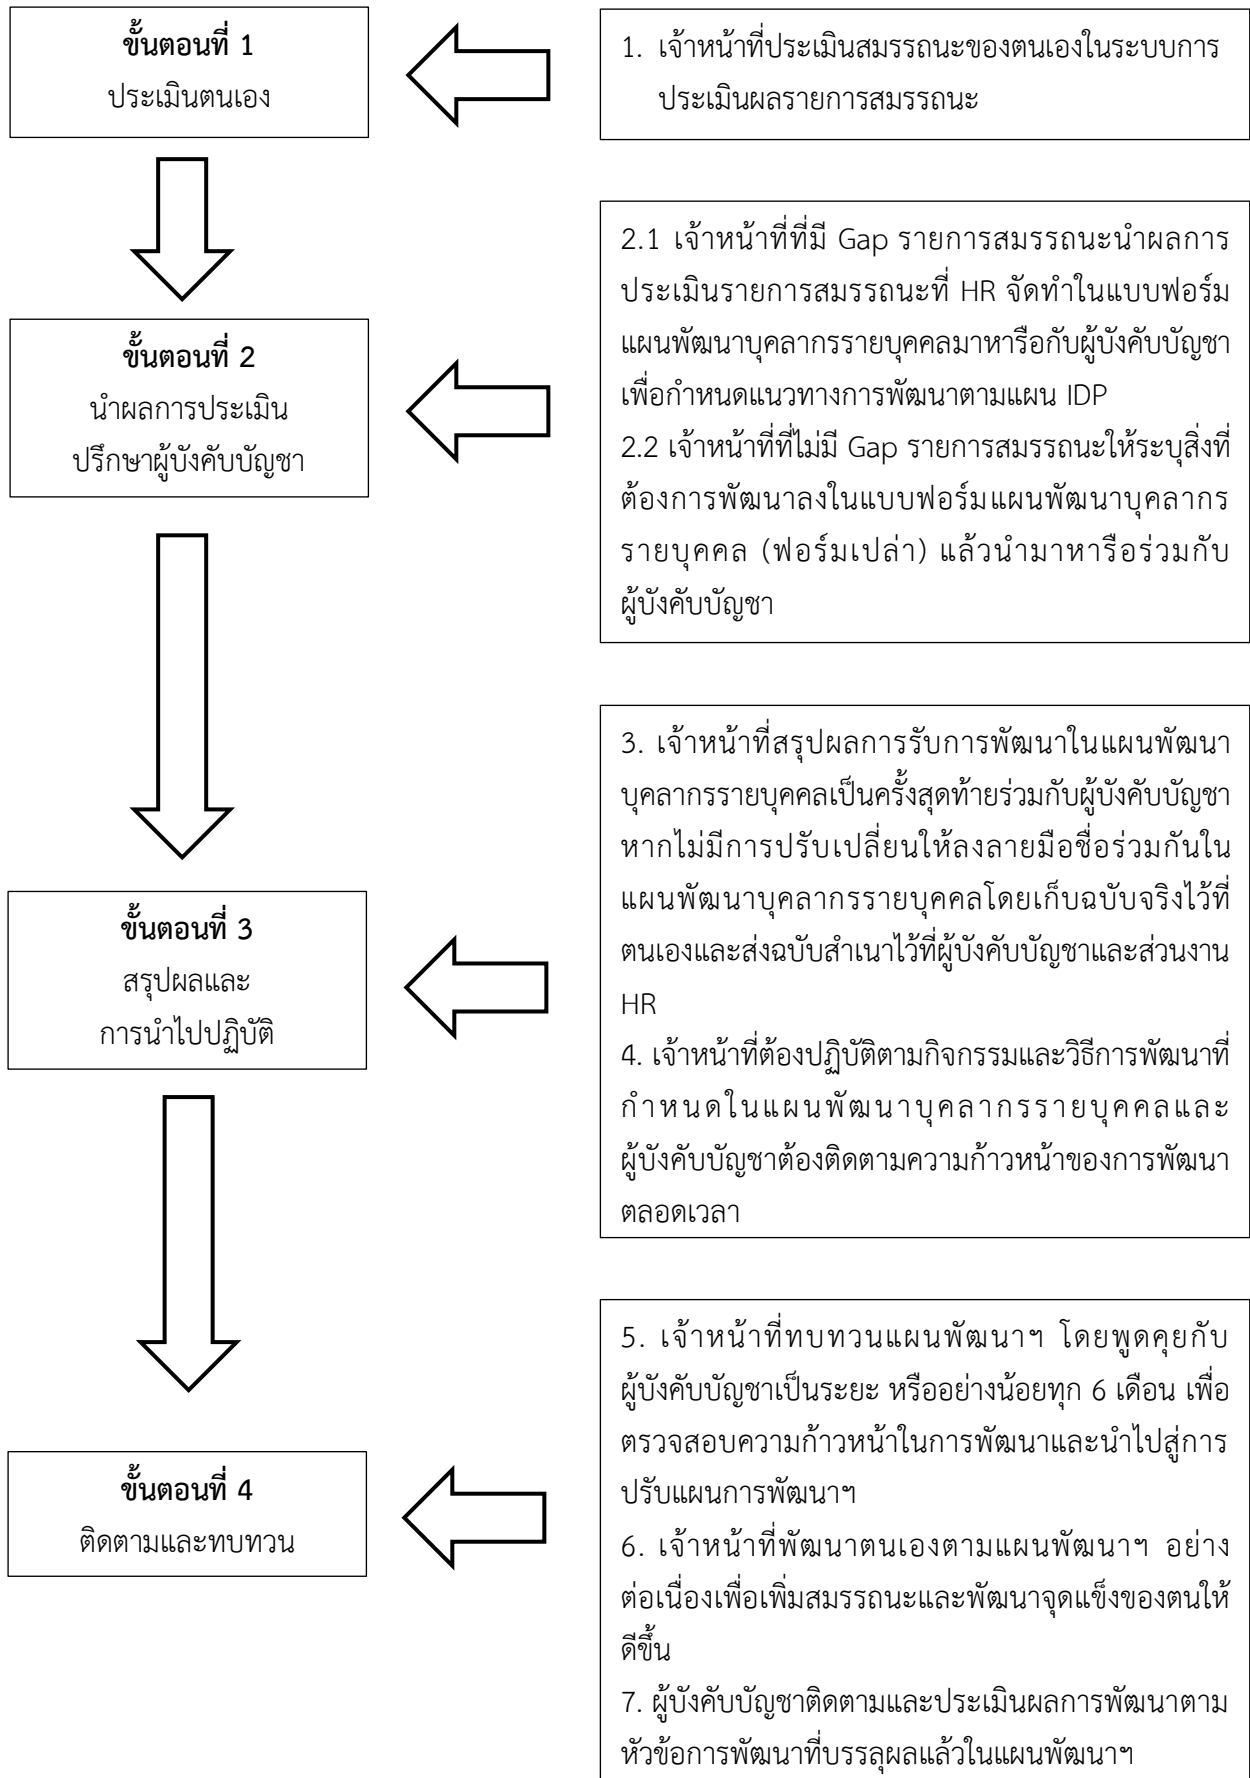 ขั้นตอนที่ 1
ประเมินตนเอง
1. เจ้าหน้าที่ประเมินสมรรถนะของตนเองในระบบการ
ประเมินผลรายการสมรรถนะ
ขั้นตอนที่ 2
นำผลการประเมิน
ปรึกษาผู้บังคับบัญชา
2.1 เจ้าหน้าที่ที่มี Gap รายการสมรรถนะนำผลการ
ประเมินรายการสมรรถนะที่ HR จัดทำในแบบฟอร์ม
แผนพัฒนาบุคลากรรายบุคคลมาหารือกับผู้บังคับบัญชา
เพื่อกำหนดแนวทางการพัฒนาตามแผน IDP
2.2 เจ้าหน้าที่ที่ไม่มี Gap รายการสมรรถนะให้ระบุสิ่งที่
ต้องการพัฒนาลงในแบบฟอร์มแผนพัฒนาบุคลากร
รายบุคคล (ฟอร์มเปล่า) แล้วนำมาหารือร่วมกับ
ผู้บังคับบัญชา
ขั้นตอนที่ 3
สรุปผลและ
การนำไปปฏิบัติ
3. เจ้าหน้าที่สรุปผลการรับการพัฒนาในแผนพัฒนา
บุคลากรรายบุคคลเป็นครั้งสุดท้ายร่วมกับผู้บังคับบัญชา
หากไม่มีการปรับเปลี่ยนให้ลงลายมือชื่อร่วมกันใน
แผนพัฒนาบุคลากรรายบุคคลโดยเก็บฉบับจริงไว้ที่
ตนเองและส่งฉบับสำเนาไว้ที่ผู้บังคับบัญชาและส่วนงาน
HR
4. เจ้าหน้าที่ต้องปฏิบัติตามกิจกรรมและวิธีการพัฒนาที่
กำหนดในแผนพัฒนาบุคลากรรายบุคคลและ
ผู้บังคับบัญชาต้องติดตามความก้าวหน้าของการพัฒนา
ตลอดเวลา
ขั้นตอนที่ 4
ติดตามและทบทวน
5. เจ้าหน้าที่ทบทวนแผนพัฒนาฯ โดยพูดคุยกับ
ผู้บังคับบัญชาเป็นระยะ หรืออย่างน้อยทุก 6 เดือน เพื่อ
ตรวจสอบความก้าวหน้าในการพัฒนาและนำไปสู่การ
ปรับแผนการพัฒนาฯ
6. เจ้าหน้าที่พัฒนาตนเองตามแผนพัฒนาฯ อย่าง
ต่อเนื่องเพื่อเพิ่มสมรรถนะและพัฒนาจุดแข็งของตนให้
ดีขึ้น
7. ผู้บังคับบัญชาติดตามและประเมินผลการพัฒนาตาม
หัวข้อการพัฒนาที่บรรลุผลแล้วในแผนพัฒนาฯ